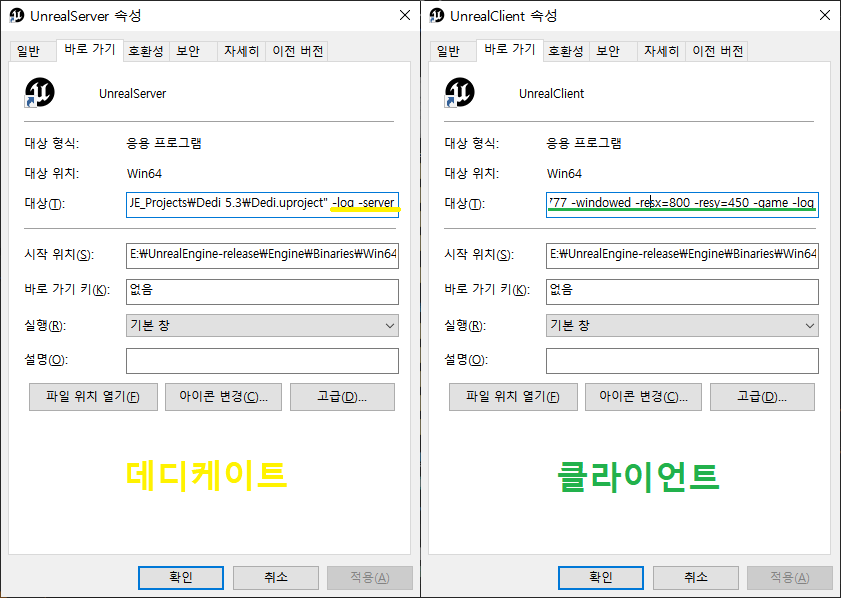 UnrealServer 속성
일반 바로 가기 호환성 보안 자세히 이전 버전
UnrealServer
대상 형식: 응용 프로그램
대상 위치: Win64
대상(T): JE_Projects₩Dedi 5.3₩Dedi.uproject" -log -server
시작 위치(S): E:₩UnrealEngine-release₩Engine₩Binaries₩Win64
바로 가기 키(K): 없음
실행(R): 기본 창
설명(O):
파일 위치 열기(F) 아이콘 변경(C)... 고급(D)...
데디케이트
확인 취소 적용(A)
UnrealClient 속성
일반 바로 가기 호환성 보안 자세히 이전 버전
UnrealClient
대상 형식: 응용 프로그램
대상 위치: Win64
대상(T): 777 -windowed -resx=800 -resy=450 -game -log
시작 위치(S): E:₩UnrealEngine-release₩Engine₩Binaries₩Win64
바로 가기 키(K): 없음
실행(R): 기본 창
설명(O):
파일 위치 열기(F) 아이콘 변경(C)... 고급(D)...
클라이언트
확인 취소 적용(A)